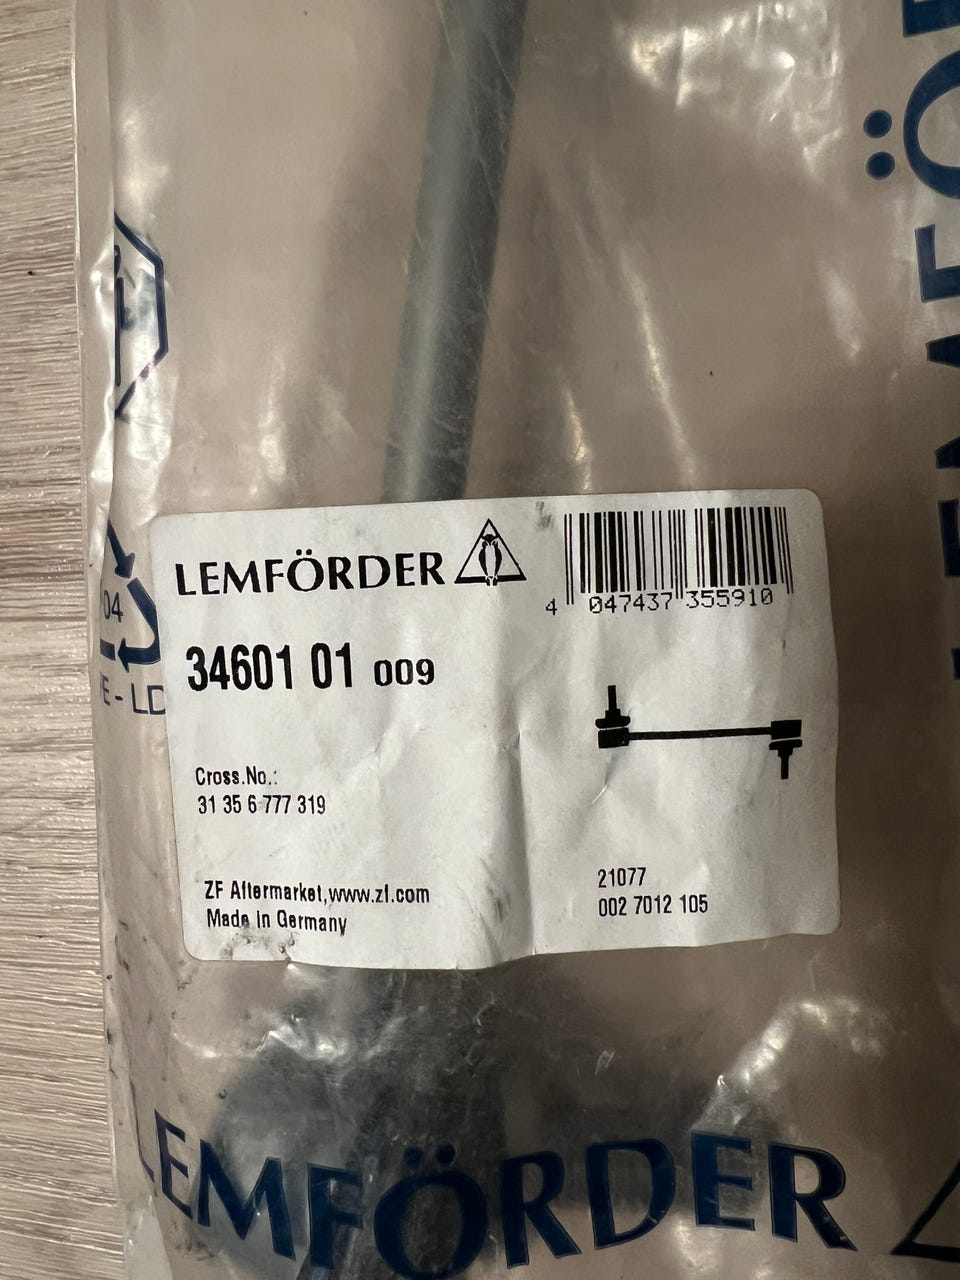 LEMFÖRDER
4 047437 355910
34601 01 009
Cross.No.:
31 35 6 777 319
ZF Aftermarket,www.zf.com
Made in Germany
21077
002 7012 105
04
LEMFÖRDER